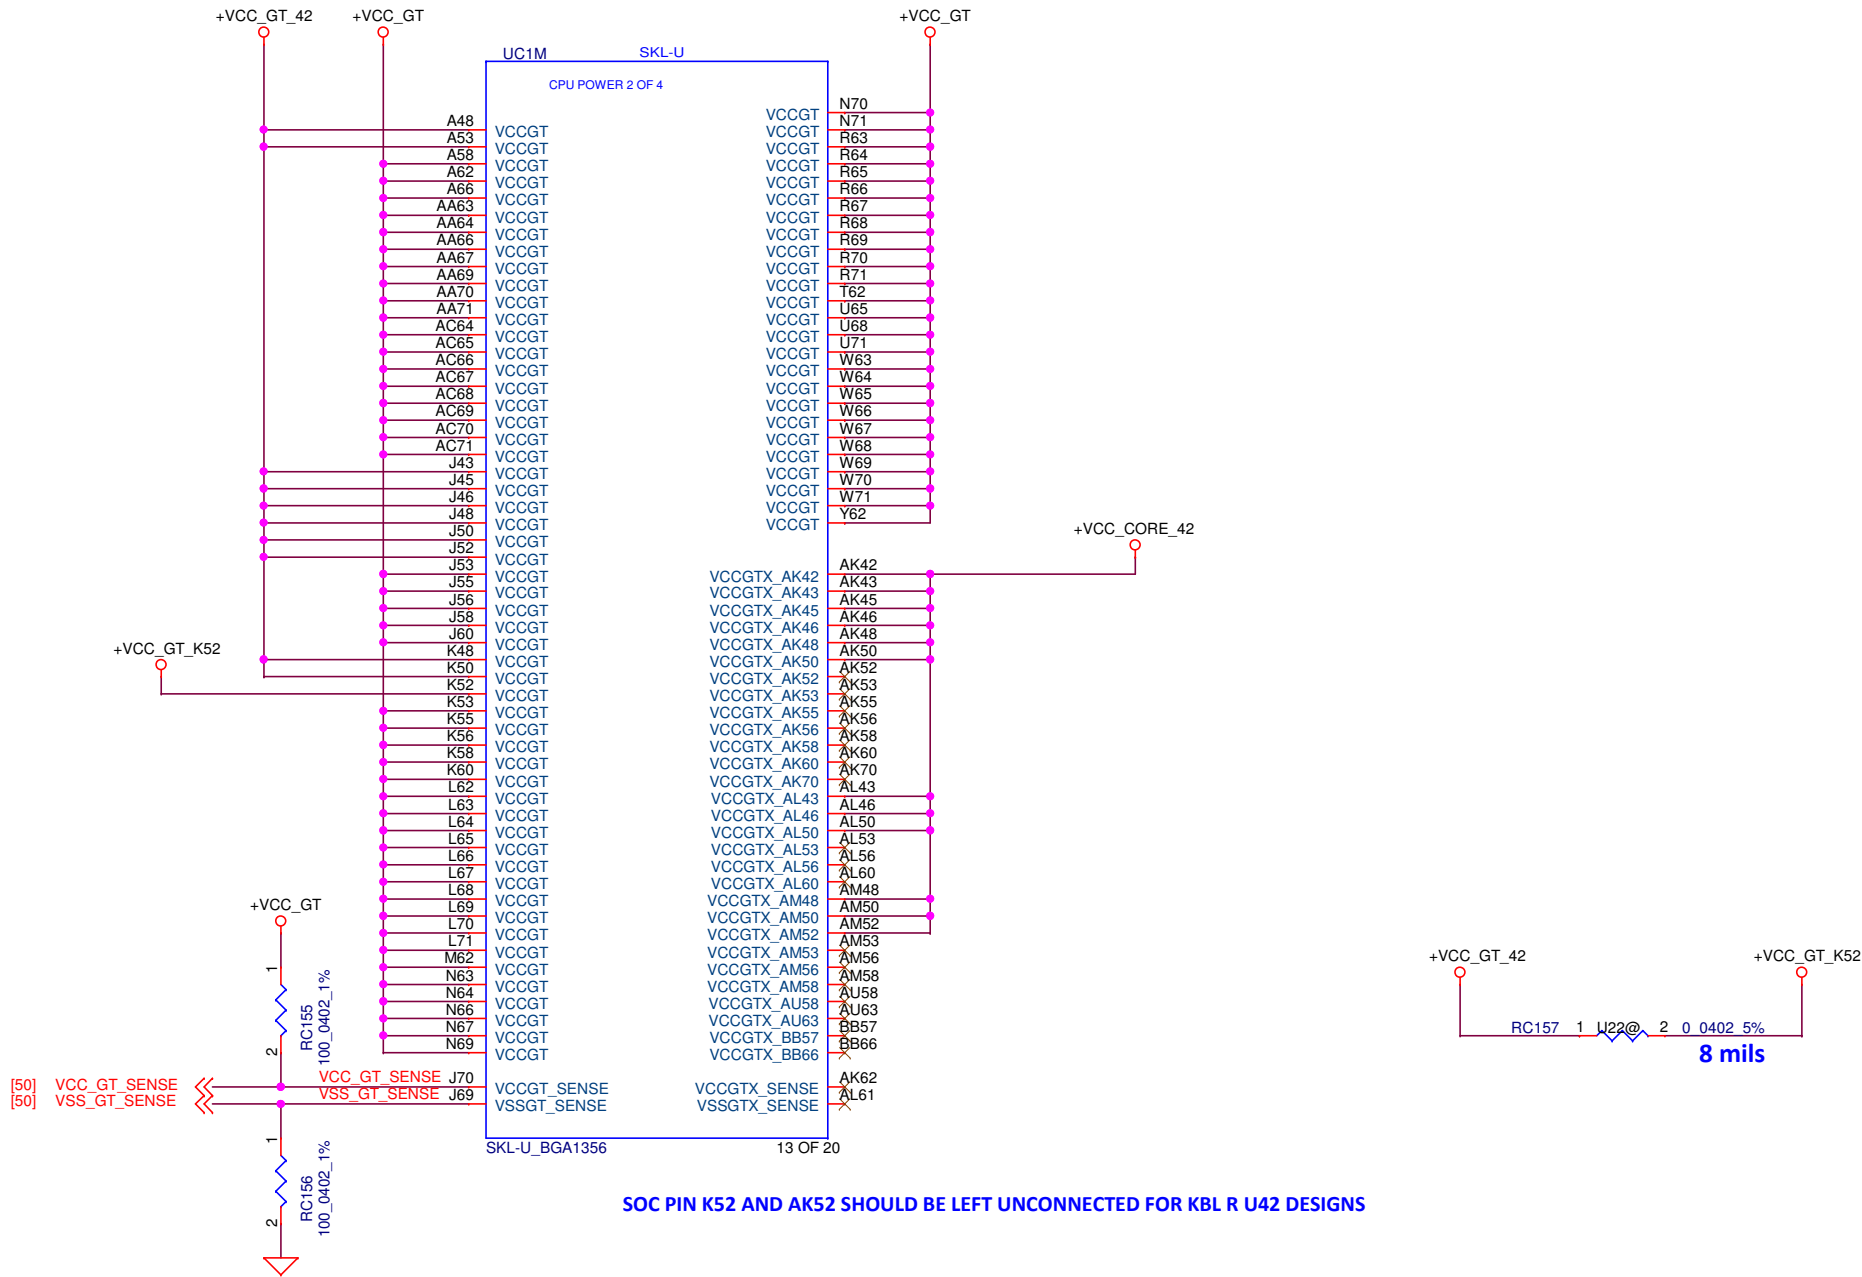 +VCC_GT_42
+VCC_GT
+VCC_GT
UC1M
SKL-U
CPU POWER 2 OF 4
A48 VCCGT
A53 VCCGT
A58 VCCGT
A62 VCCGT
A66 VCCGT
AA63 VCCGT
AA64 VCCGT
AA66 VCCGT
AA67 VCCGT
AA69 VCCGT
AA70 VCCGT
AA71 VCCGT
AC64 VCCGT
AC65 VCCGT
AC66 VCCGT
AC67 VCCGT
AC68 VCCGT
AC69 VCCGT
AC70 VCCGT
AC71 VCCGT
J43 VCCGT
J45 VCCGT
J46 VCCGT
J48 VCCGT
J50 VCCGT
J52 VCCGT
J53 VCCGT
J55 VCCGT
J56 VCCGT
J58 VCCGT
J60 VCCGT
K48 VCCGT
K50 VCCGT
K52 VCCGT
K53 VCCGT
K55 VCCGT
K56 VCCGT
K58 VCCGT
K60 VCCGT
L62 VCCGT
L63 VCCGT
L64 VCCGT
L65 VCCGT
L66 VCCGT
L67 VCCGT
L68 VCCGT
L69 VCCGT
L70 VCCGT
L71 VCCGT
M62 VCCGT
N63 VCCGT
N64 VCCGT
N66 VCCGT
N67 VCCGT
N69 VCCGT
VCC_GT_SENSE J70 VCCGT_SENSE
VSS_GT_SENSE J69 VSSGT_SENSE
VCCGT N70
VCCGT N71
VCCGT R63
VCCGT R64
VCCGT R65
VCCGT R66
VCCGT R67
VCCGT R68
VCCGT R69
VCCGT R70
VCCGT R71
VCCGT T62
VCCGT U65
VCCGT U68
VCCGT U71
VCCGT W63
VCCGT W64
VCCGT W65
VCCGT W66
VCCGT W67
VCCGT W68
VCCGT W69
VCCGT W70
VCCGT W71
VCCGT Y62
+VCC_CORE_42
VCCGTX_AK42 AK42
VCCGTX_AK43 AK43
VCCGTX_AK45 AK45
VCCGTX_AK46 AK46
VCCGTX_AK48 AK48
VCCGTX_AK50 AK50
VCCGTX_AK52 AK52
VCCGTX_AK53 AK53
VCCGTX_AK55 AK55
VCCGTX_AK56 AK56
VCCGTX_AK58 AK58
VCCGTX_AK60 AK60
VCCGTX_AK70 AK70
VCCGTX_AL43 AL43
VCCGTX_AL46 AL46
VCCGTX_AL50 AL50
VCCGTX_AL53 AL53
VCCGTX_AL56 AL56
VCCGTX_AL60 AL60
VCCGTX_AM48 AM48
VCCGTX_AM50 AM50
VCCGTX_AM52 AM52
VCCGTX_AM53 AM53
VCCGTX_AM56 AM56
VCCGTX_AM58 AM58
VCCGTX_AU58 AU58
VCCGTX_AU63 AU63
VCCGTX_BB57 BB57
VCCGTX_BB66 BB66
VCCGTX_SENSE AK62
VSSGTX_SENSE AL61
SKL-U_BGA1356
13 OF 20
+VCC_GT_K52
+VCC_GT
1
RC155
100_0402_1%
2
[50] VCC_GT_SENSE
[50] VSS_GT_SENSE
1
RC156
100_0402_1%
2
+VCC_GT_42
+VCC_GT_K52
RC157 1 U22@ 2 0_0402_5%
8 mils
SOC PIN K52 AND AK52 SHOULD BE LEFT UNCONNECTED FOR KBL R U42 DESIGNS